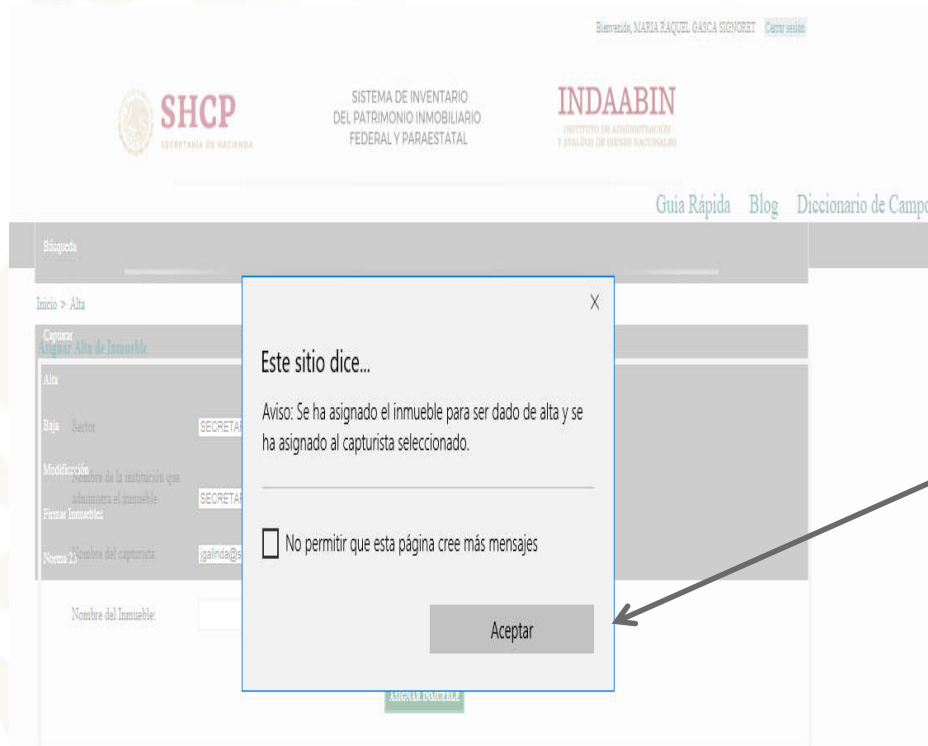 Bienvenido, MARIA RAQUEL GASCA SIGNORET Cerrar sesión
SHCP
SECRETARÍA DE HACIENDA
SISTEMA DE INVENTARIO
DEL PATRIMONIO INMOBILIARIO
FEDERAL Y PARAESTATAL
INDAABIN
INSTITUTO DE ADMINISTRACIÓN
Y AVALÚOS DE BIENES NACIONALES
Guía Rápida Blog Diccionario de Campo
Búsqueda
Inicio > Alta
Capturar
Asignar Alta de Inmueble
Alta
Baja
Sector
SECRETAR
Modificación
Nombre de la institución que
administra el inmueble
SECRETAR
Firmar Inmuebles
Norma 23
Nombre del capturista
jgalinda@s
Nombre del Inmueble:
ASIGNAR INMUEBLE
Este sitio dice...
Aviso: Se ha asignado el inmueble para ser dado de alta y se
ha asignado al capturista seleccionado.
No permitir que esta página cree más mensajes
Aceptar